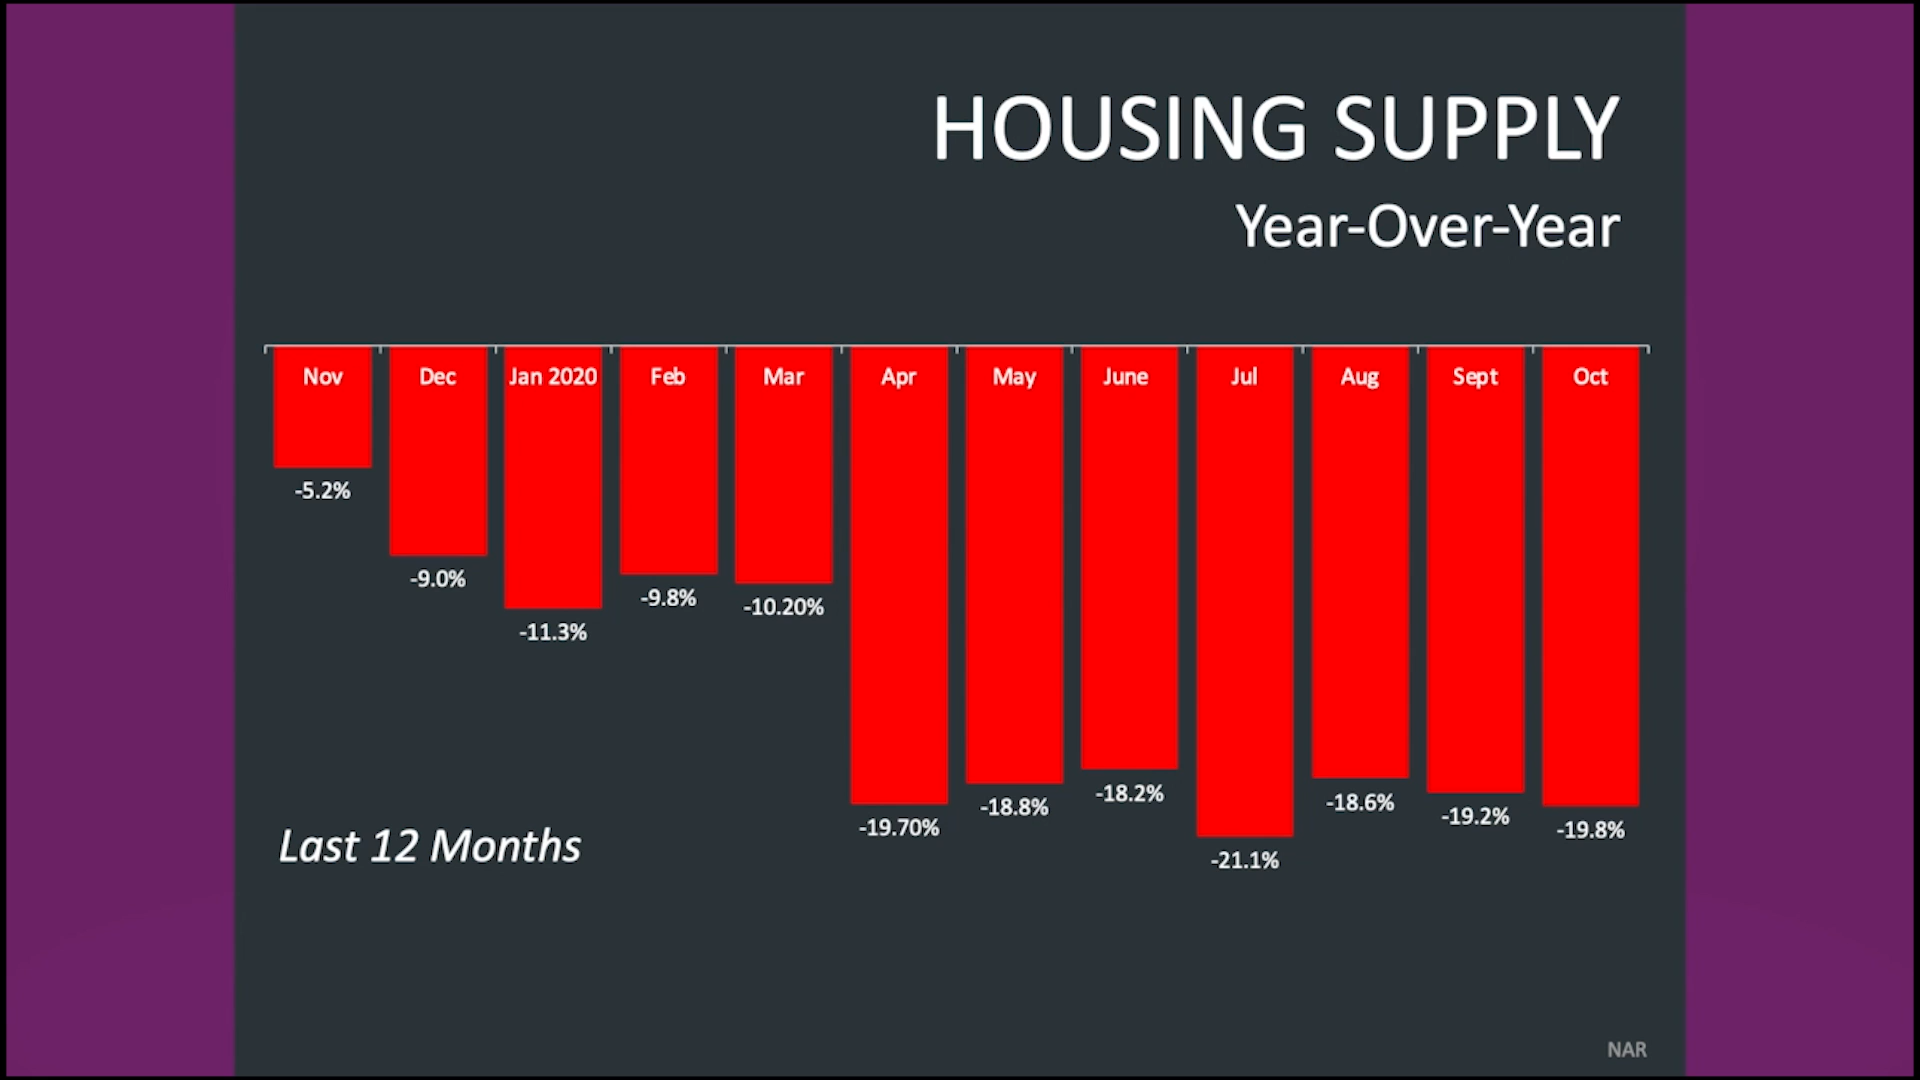 HOUSING SUPPLY
Year-Over-Year
Nov Dec Jan 2020 Feb Mar Apr May June Jul Aug Sept Oct
-5.2%
-9.0%
-11.3%
-9.8%
-10.20%
-19.70%
-18.8%
-18.2%
-21.1%
-18.6%
-19.2%
-19.8%
Last 12 Months
NAR